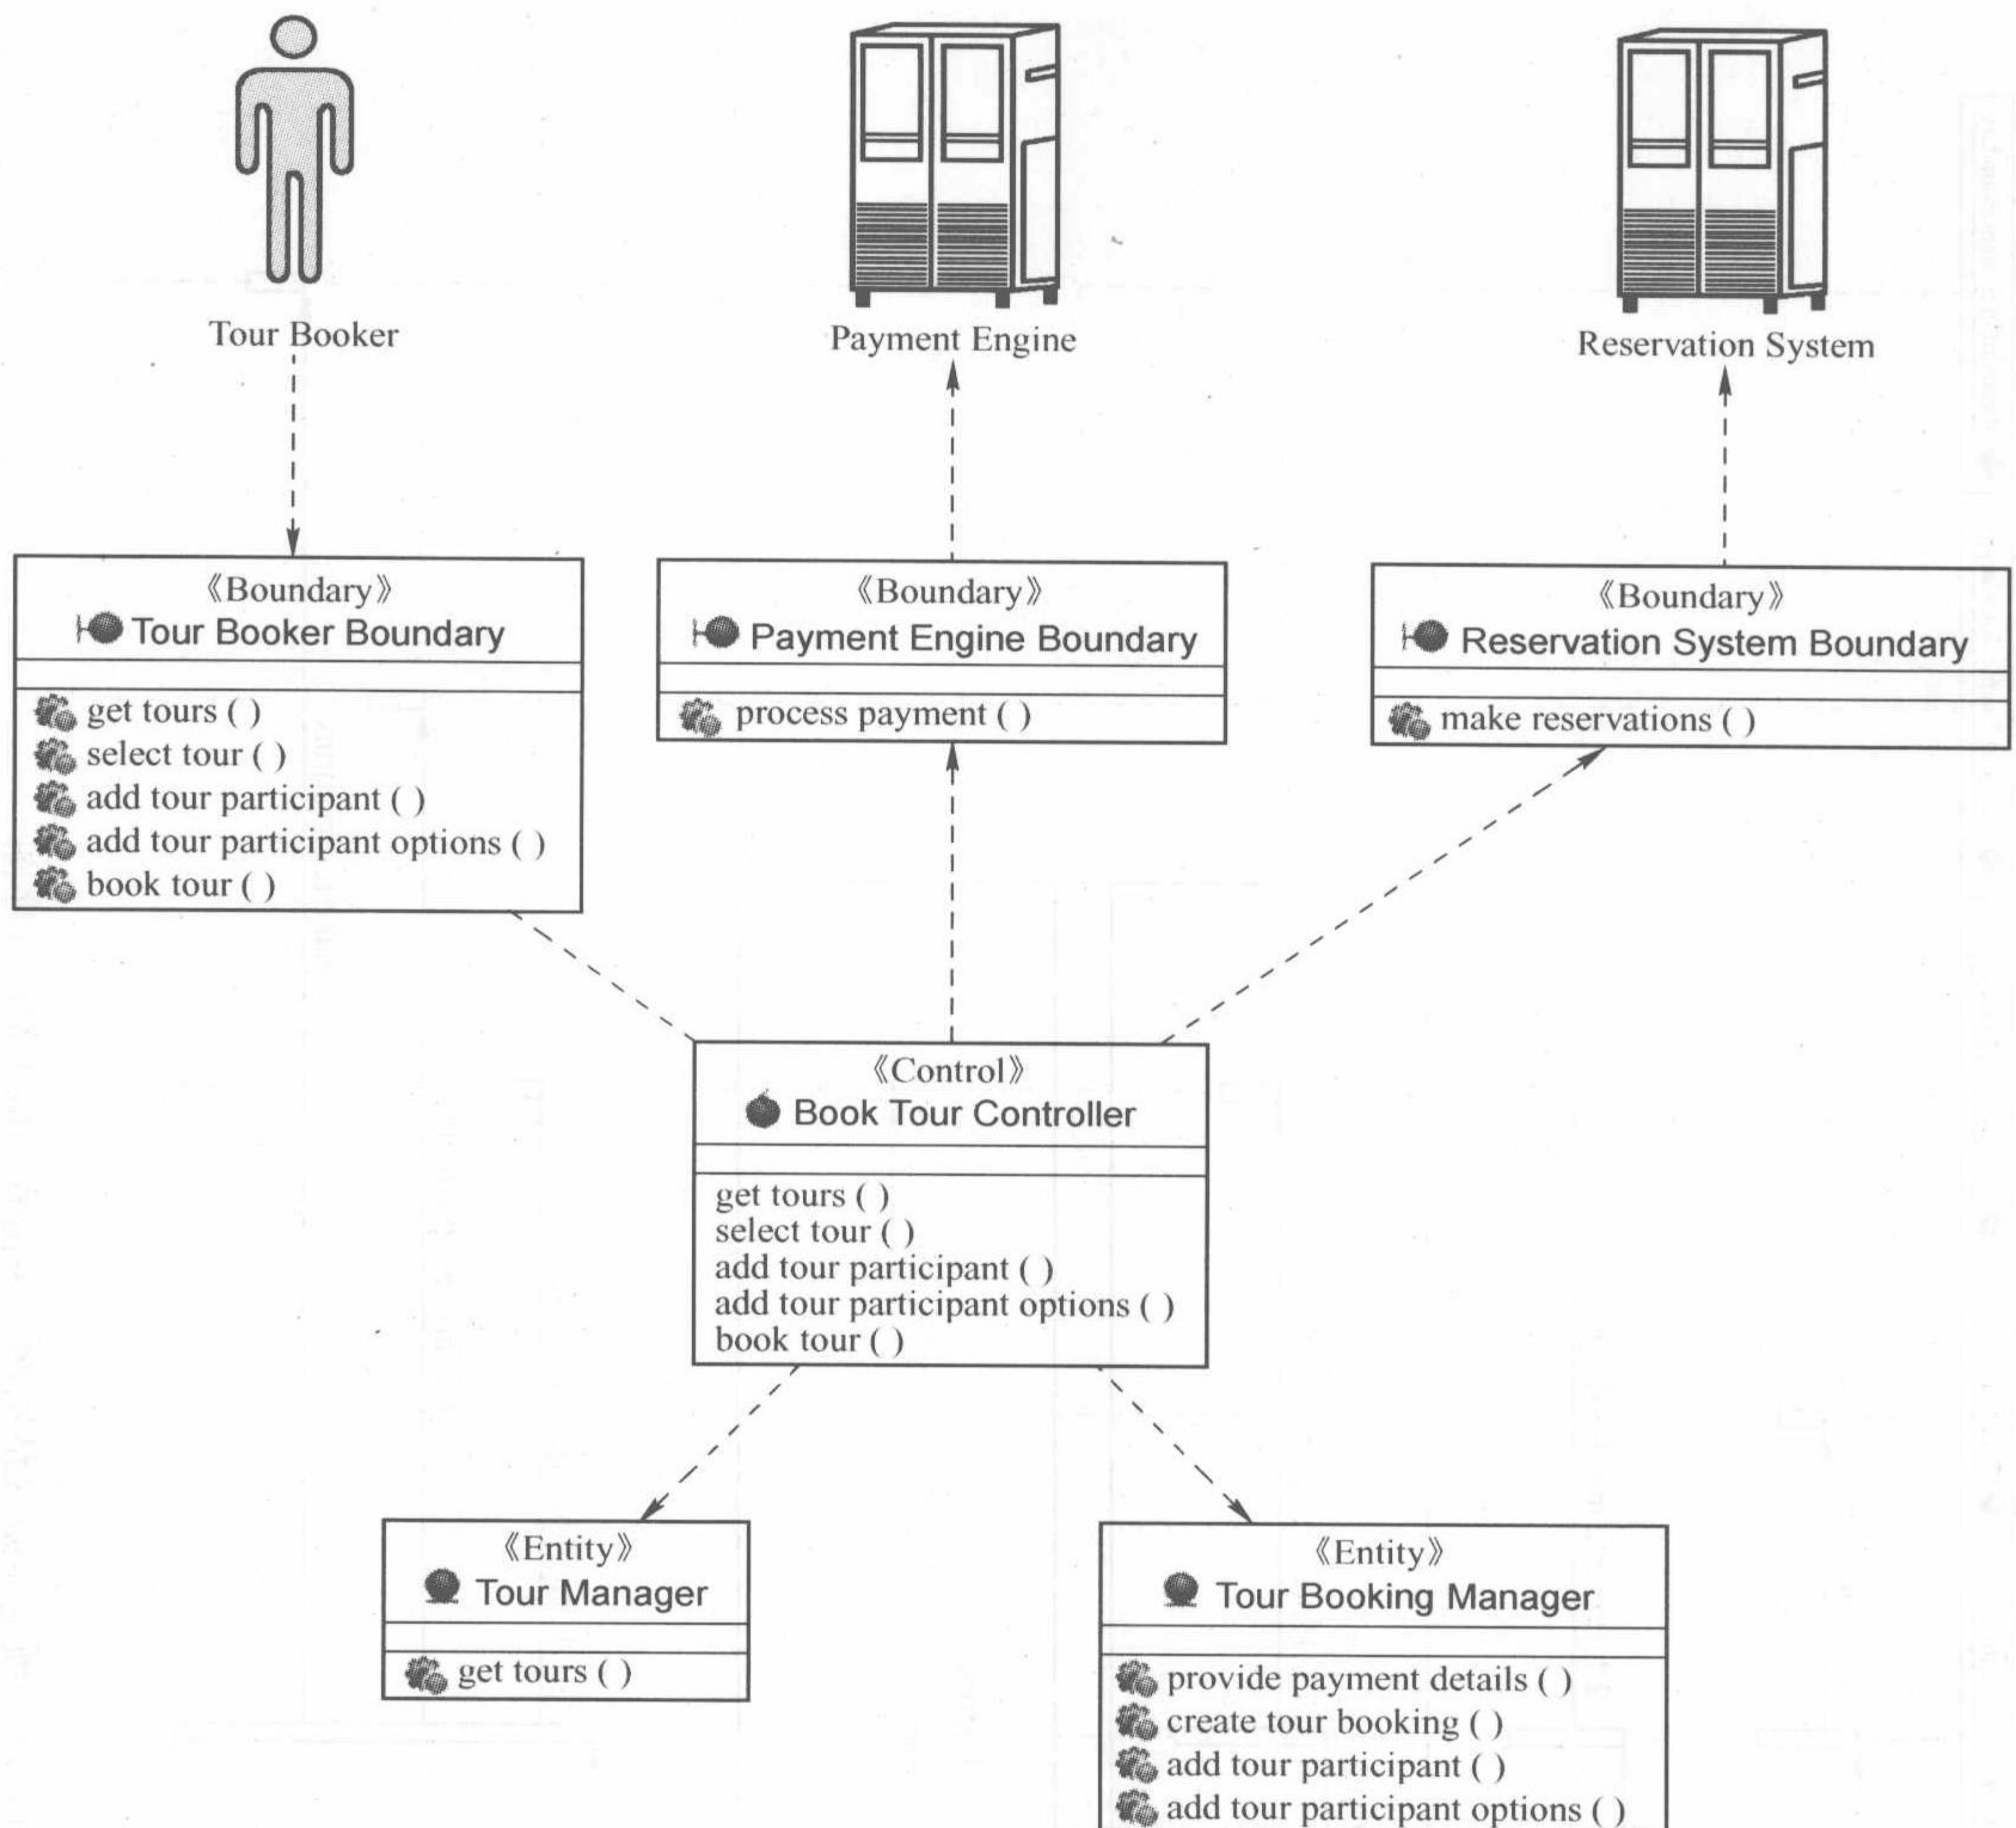 Tour Booker
Payment Engine
Reservation System
《Boundary》
Tour Booker Boundary
get tours ( )
select tour ( )
add tour participant ( )
add tour participant options ( )
book tour ( )
《Boundary》
Payment Engine Boundary
process payment ( )
《Boundary》
Reservation System Boundary
make reservations ( )
《Control》
Book Tour Controller
get tours ( )
select tour ( )
add tour participant ( )
add tour participant options ( )
book tour ( )
《Entity》
Tour Manager
get tours ( )
《Entity》
Tour Booking Manager
provide payment details ( )
create tour booking ( )
add tour participant ( )
add tour participant options ( )